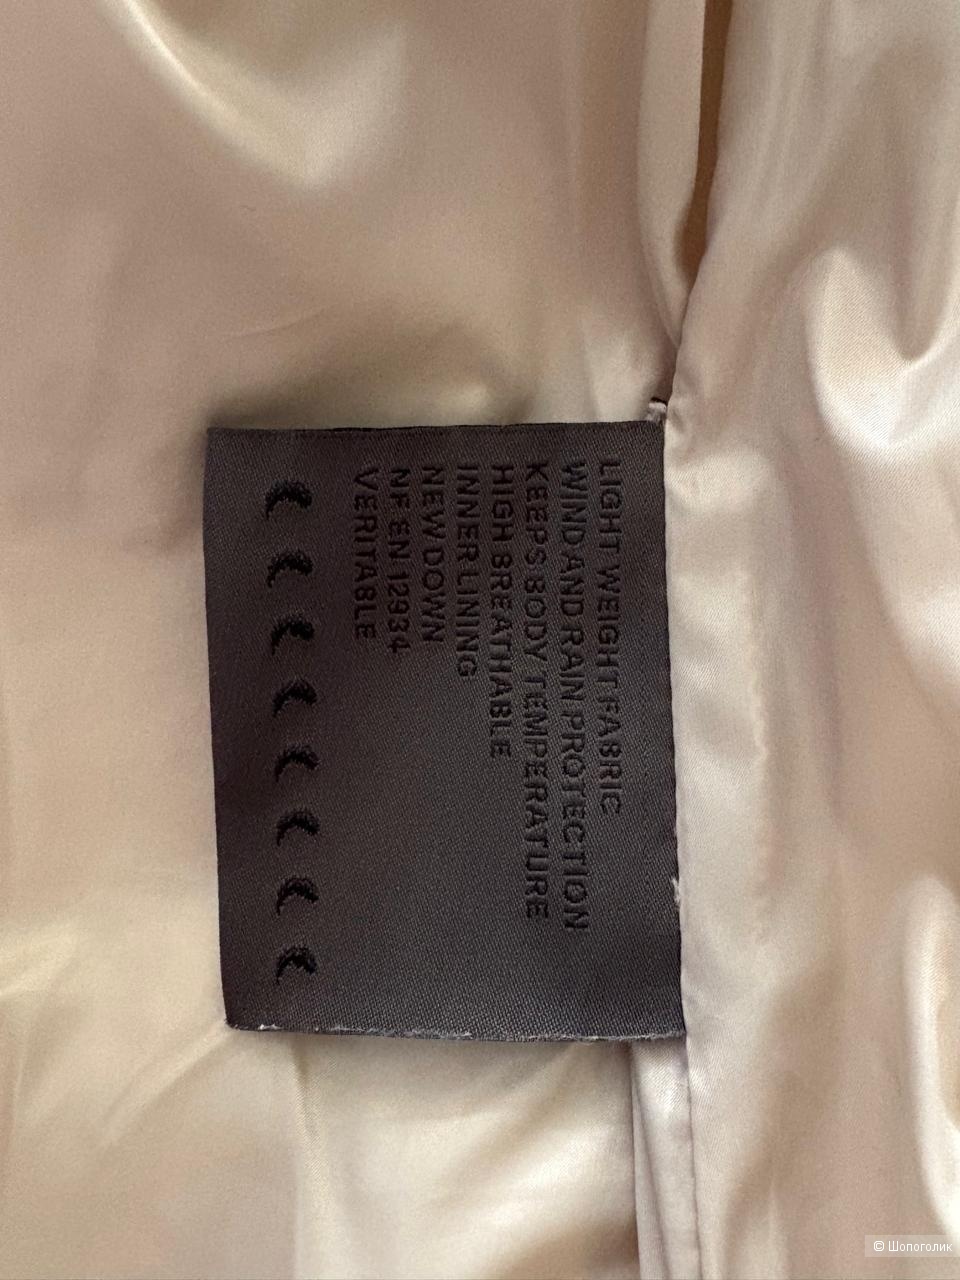 LIGHT WEIGHT FABRIC
WIND AND RAIN PROTECTION
KEEPS BODY TEMPERATURE
HIGH BREATHABLE
INNER LINING
NEW DOWN
NF EN 12934
VERITABLE
© Шопоголик